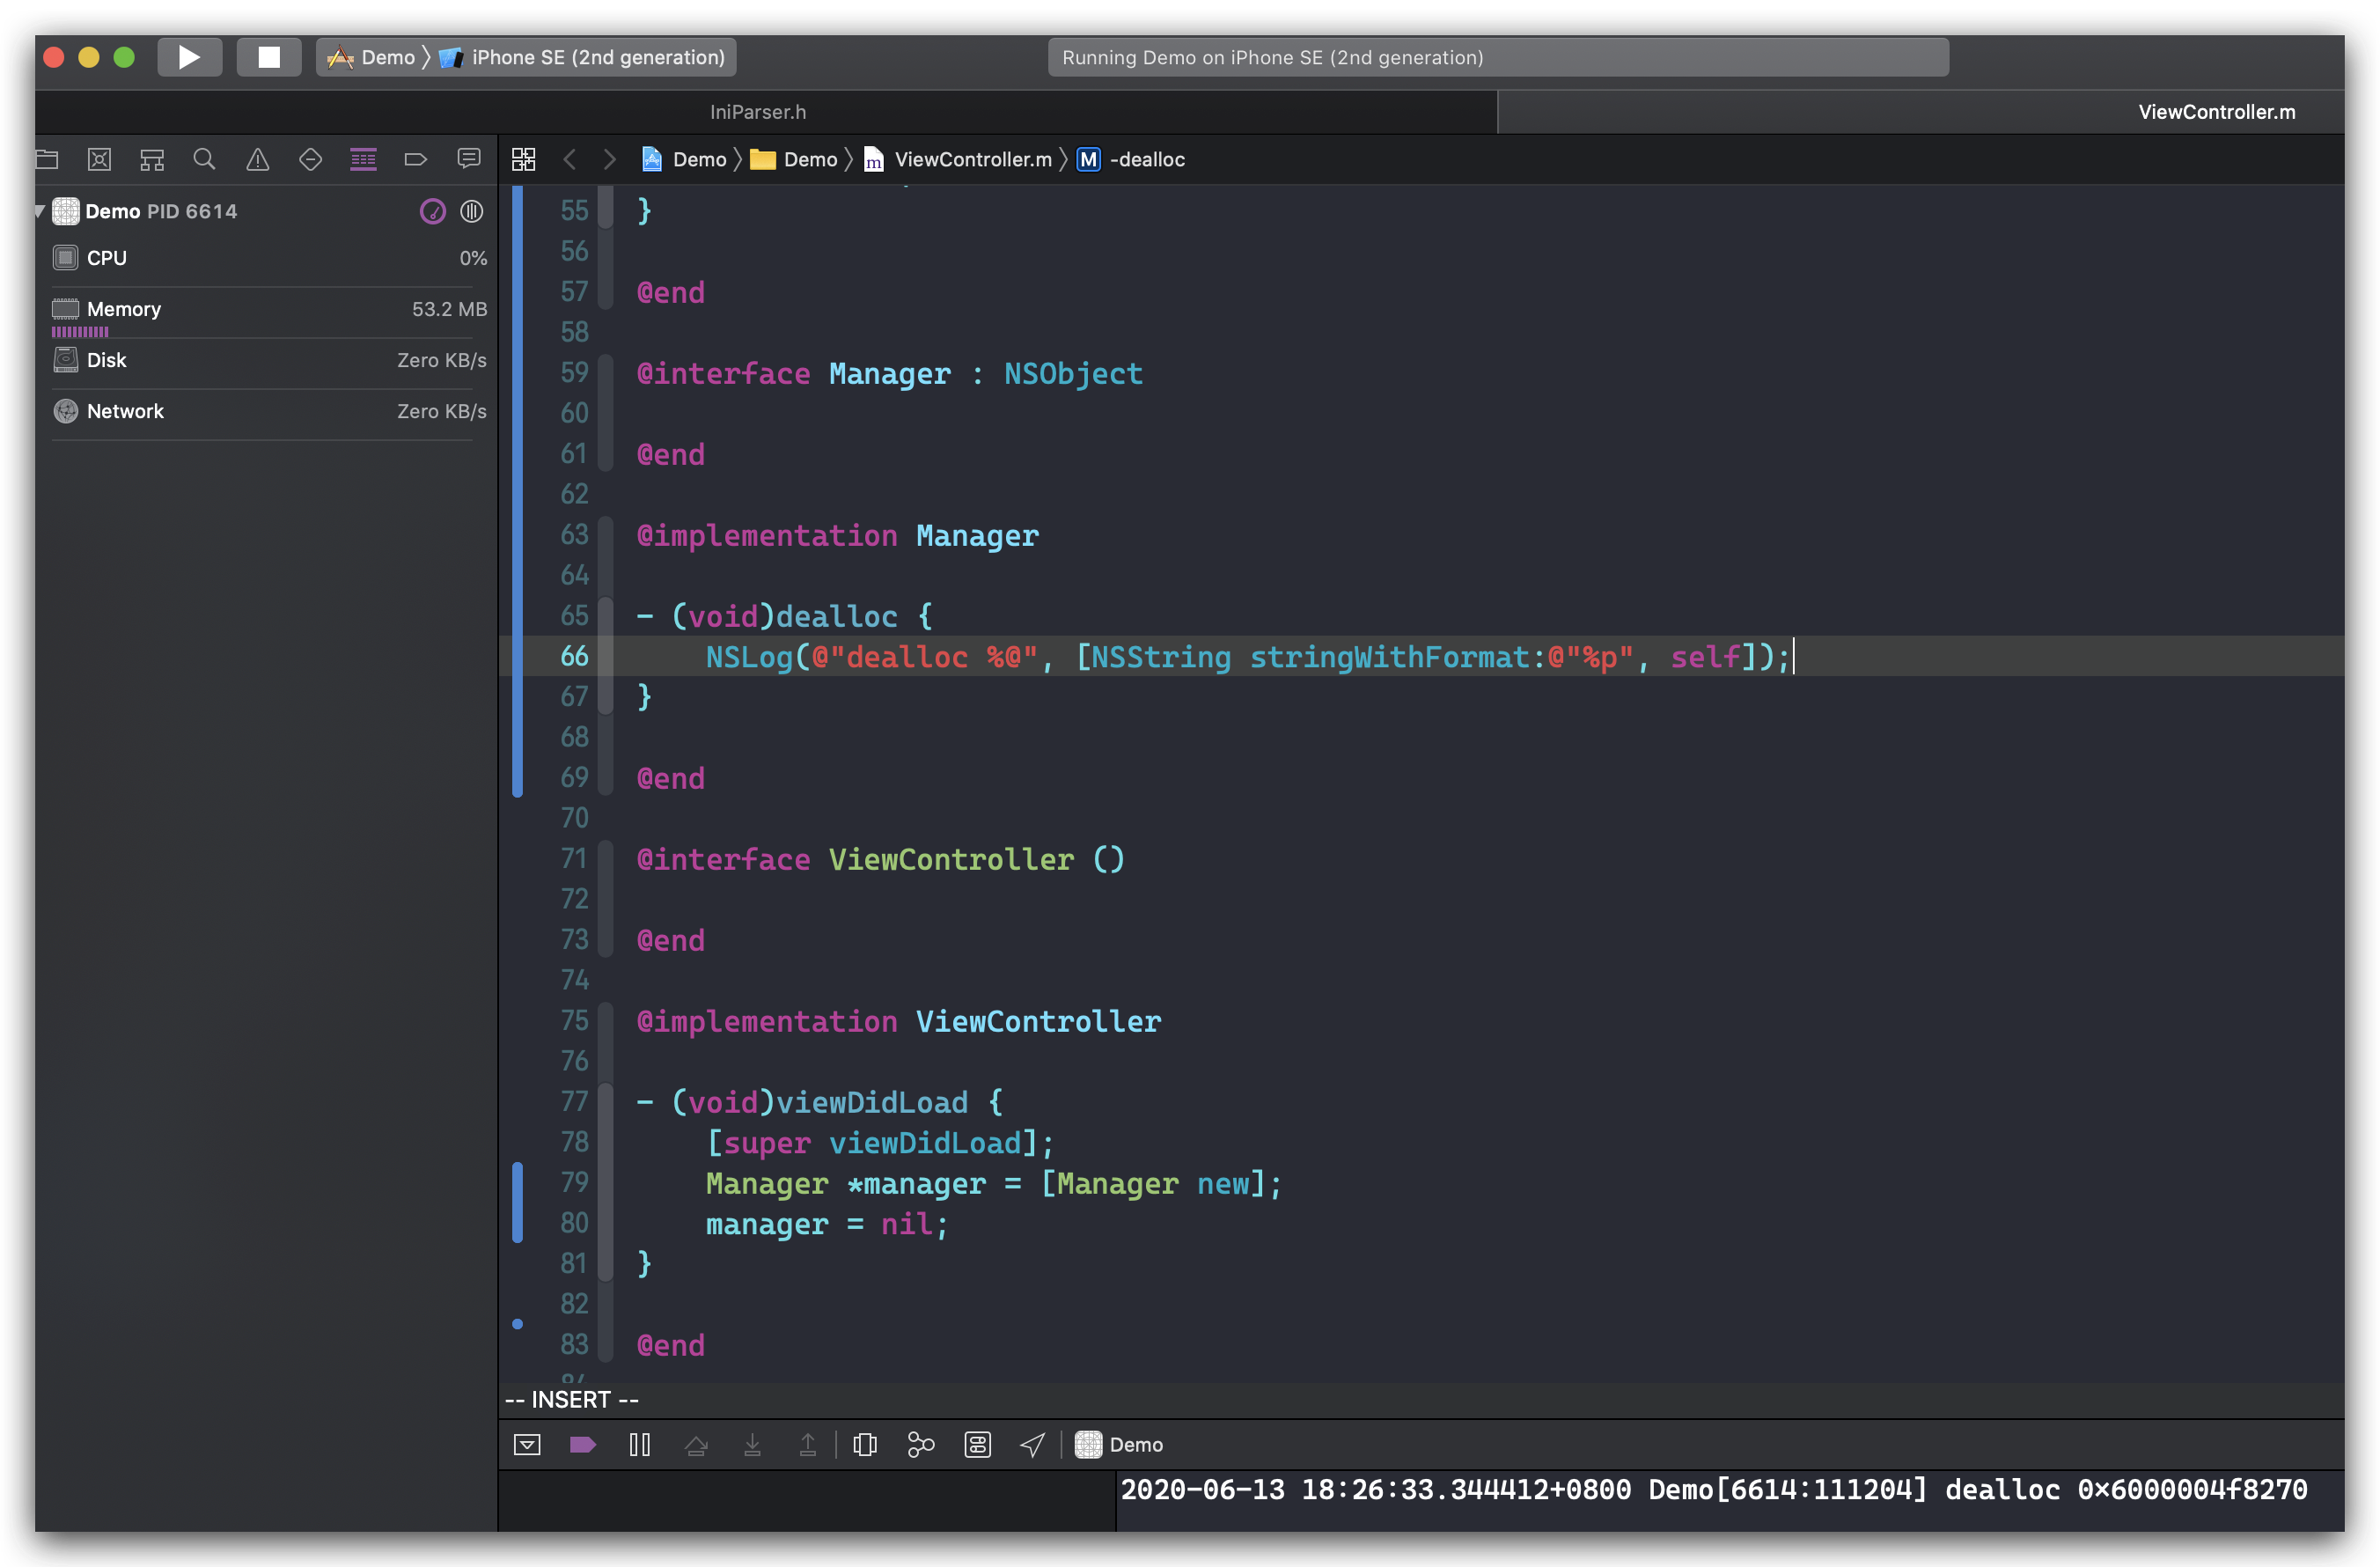 Demo 〉 iPhone SE (2nd generation)
Running Demo on iPhone SE (2nd generation)
IniParser.h
ViewController.m
Demo 〉 Demo 〉 m ViewController.m 〉 M -dealloc
Demo PID 6614
CPU 0%
Memory 53.2 MB
Disk Zero KB/s
Network Zero KB/s
55 }
56
57 @end
58
59 @interface Manager : NSObject
60
61 @end
62
63 @implementation Manager
64
65 - (void)dealloc {
66     NSLog(@"dealloc %@", [NSString stringWithFormat:@"%p", self]);
67 }
68
69 @end
70
71 @interface ViewController ()
72
73 @end
74
75 @implementation ViewController
76
77 - (void)viewDidLoad {
78     [super viewDidLoad];
79     Manager *manager = [Manager new];
80     manager = nil;
81 }
82
83 @end
-- INSERT --
Demo
2020-06-13 18:26:33.344412+0800 Demo[6614:111204] dealloc 0x6000004f8270